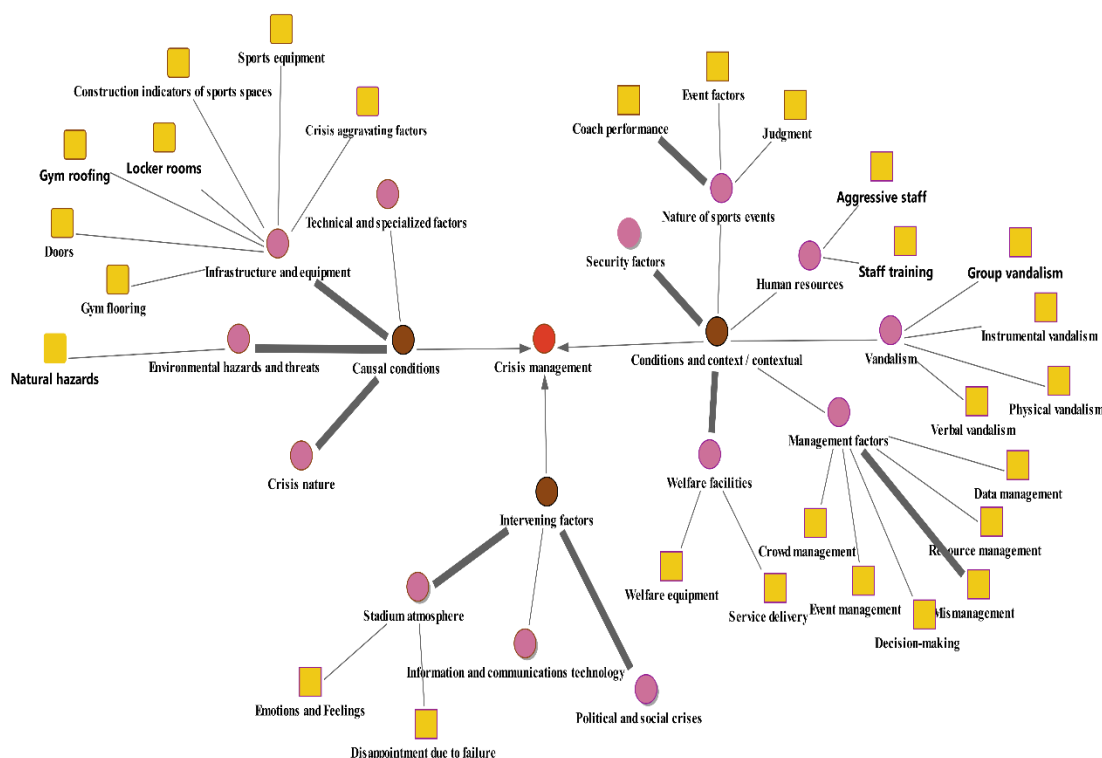 Sports equipment
Construction indicators of sports spaces
Event factors
Coach performance
Judgment
Crisis aggravating factors
Gym roofing
Locker rooms
Aggressive staff
Technical and specialized factors
Nature of sports events
Doors
Infrastructure and equipment
Security factors
Staff training
Group vandalism
Human resources
Gym flooring
Instrumental vandalism
Natural hazards
Environmental hazards and threats
Causal conditions
Crisis management
Conditions and context / contextual
Vandalism
Physical vandalism
Verbal vandalism
Management factors
Crisis nature
Welfare facilities
Data management
Intervening factors
Crowd management
Resource management
Welfare equipment
Service delivery
Event management
Mismanagement
Stadium atmosphere
Decision-making
Information and communications technology
Emotions and Feelings
Political and social crises
Disappointment due to failure